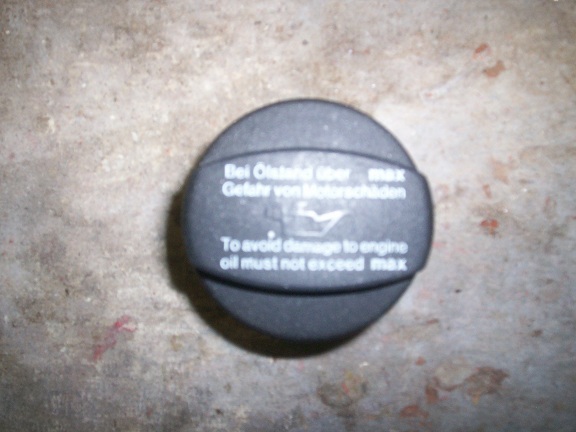 Bei Ölstand über max
Gefahr von Motorschäden
To avoid damage to engine
oil must not exceed max